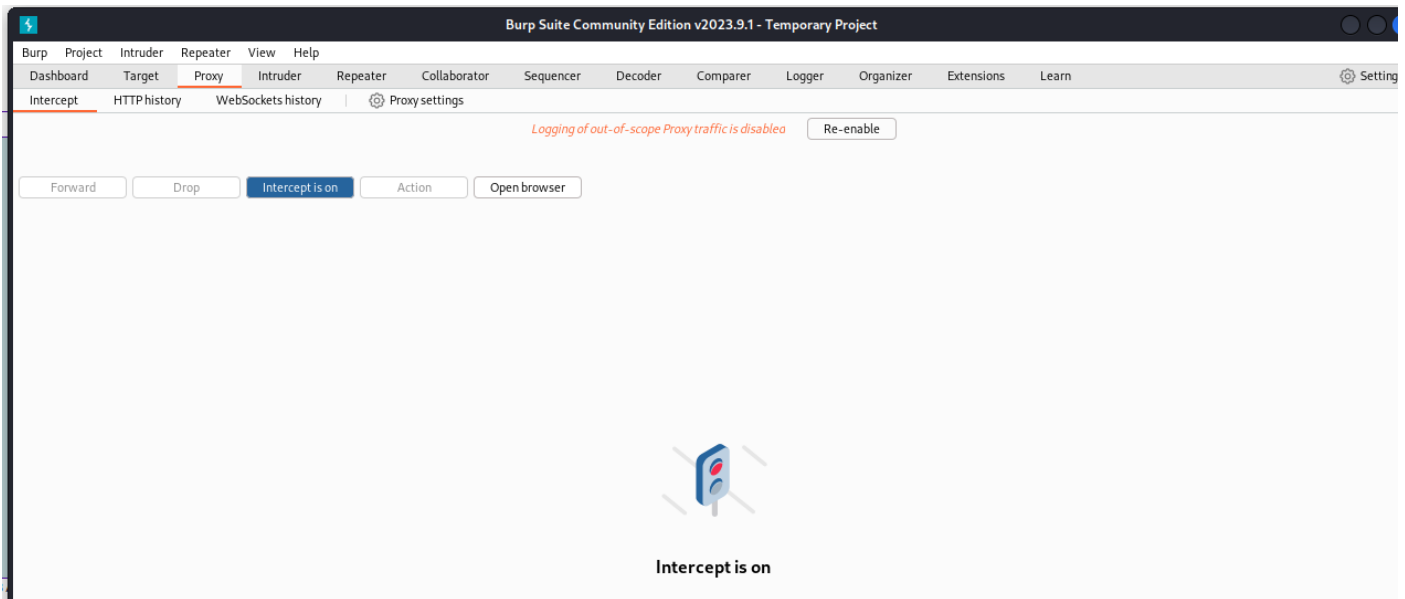 Burp Suite Community Edition v2023.9.1 - Temporary Project
Burp Project Intruder Repeater View Help
Dashboard Target Proxy Intruder Repeater Collaborator Sequencer Decoder Comparer Logger Organizer Extensions Learn Setting
Intercept HTTP history WebSockets history Proxy settings
Logging of out-of-scope Proxy traffic is disabled Re-enable
Forward Drop Intercept is on Action Open browser
Intercept is on